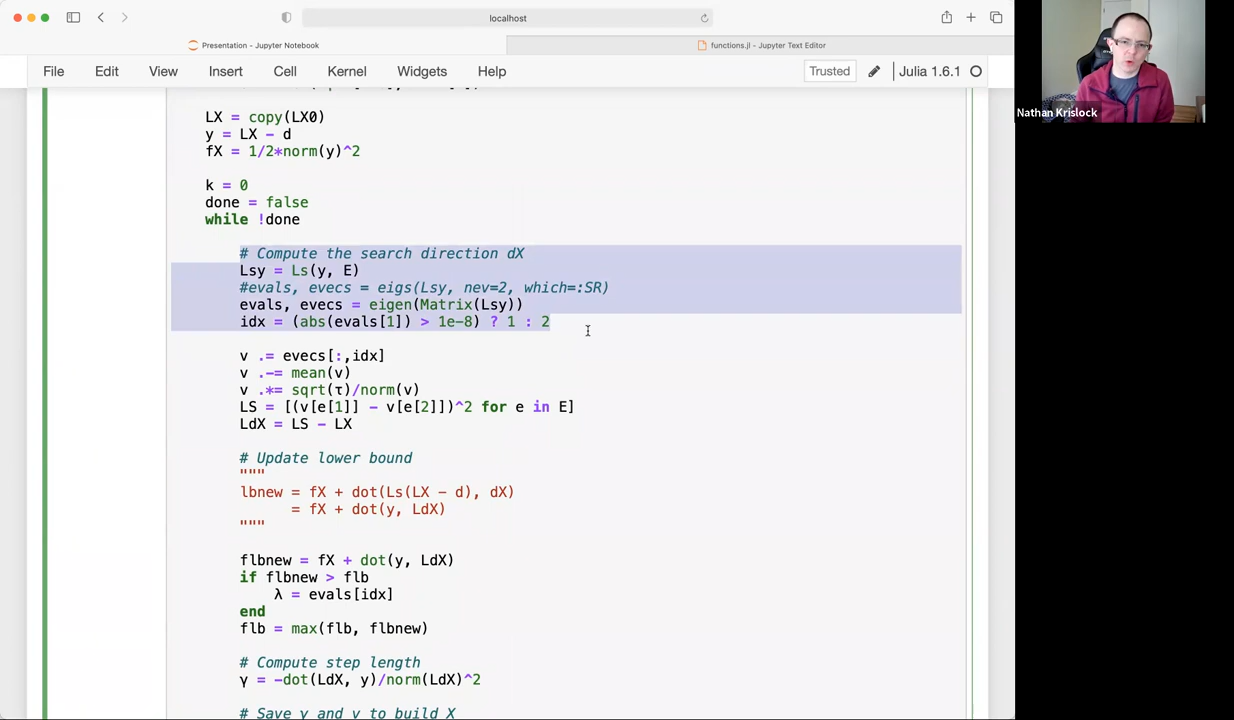 localhost
Presentation - Jupyter Notebook
functions.jl - Jupyter Text Editor
File Edit View Insert Cell Kernel Widgets Help Trusted Julia 1.6.1
Nathan Krislock
LX = copy(LX0)
y = LX - d
fX = 1/2*norm(y)^2
k = 0
done = false
while !done
# Compute the search direction dX
Lsy = Ls(y, E)
#evals, evecs = eigs(Lsy, nev=2, which=:SR)
evals, evecs = eigen(Matrix(Lsy))
idx = (abs(evals[1]) > 1e-8) ? 1 : 2
v .= evecs[:,idx]
v .-= mean(v)
v .*= sqrt(τ)/norm(v)
LS = [(v[e[1]] - v[e[2]])^2 for e in E]
LdX = LS - LX
# Update lower bound
"""
lbnew = fX + dot(Ls(LX - d), dX)
= fX + dot(y, LdX)
"""
flbnew = fX + dot(y, LdX)
if flbnew > flb
λ = evals[idx]
end
flb = max(flb, flbnew)
# Compute step length
γ = -dot(LdX, y)/norm(LdX)^2
# Save γ and v to build X